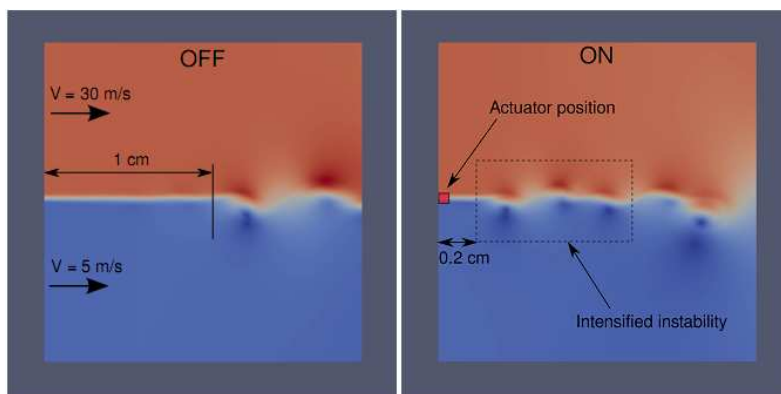 OFF
V = 30 m/s
1 cm
V = 5 m/s
ON
Actuator position
0.2 cm
Intensified instability